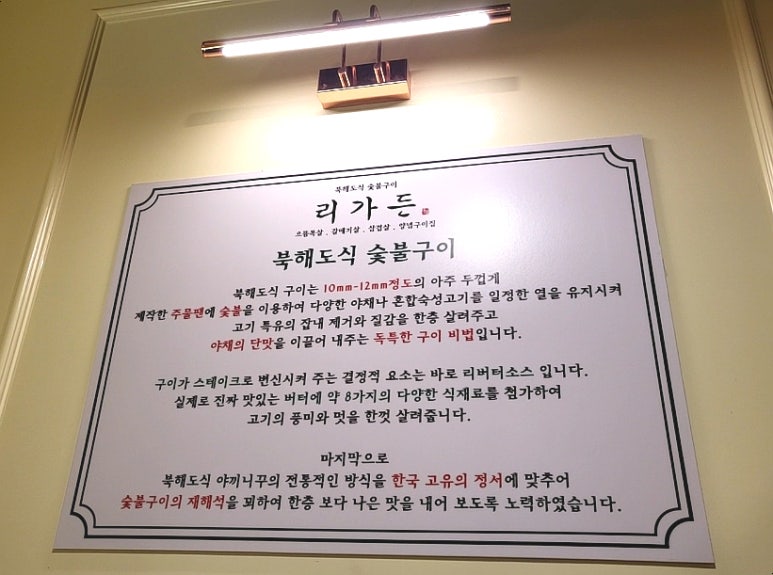 북해도식 숯불구이
리가든
으뜸목살 . 갈매기살 . 삼겹살 . 양념구이집
북해도식 숯불구이
북해도식 구이는 10mm-12mm정도의 아주 두껍게
제작한 주물팬에 숯불을 이용하여 다양한 야채나 혼합숙성고기를 일정한 열을 유지시켜
고기 특유의 잡내 제거와 질감을 한층 살려주고
야채의 단맛을 이끌어 내주는 독특한 구이 비법입니다.
구이가 스테이크로 변신시켜 주는 결정적 요소는 바로 리버터소스 입니다.
실제로 진짜 맛있는 버터에 약 8가지의 다양한 식재료를 첨가하여
고기의 풍미와 멋을 한껏 살려줍니다.
마지막으로
북해도식 야끼니꾸의 전통적인 방식을 한국 고유의 정서에 맞추어
숯불구이의 재해석을 꾀하여 한층 보다 나은 맛을 내어 보도록 노력하였습니다.